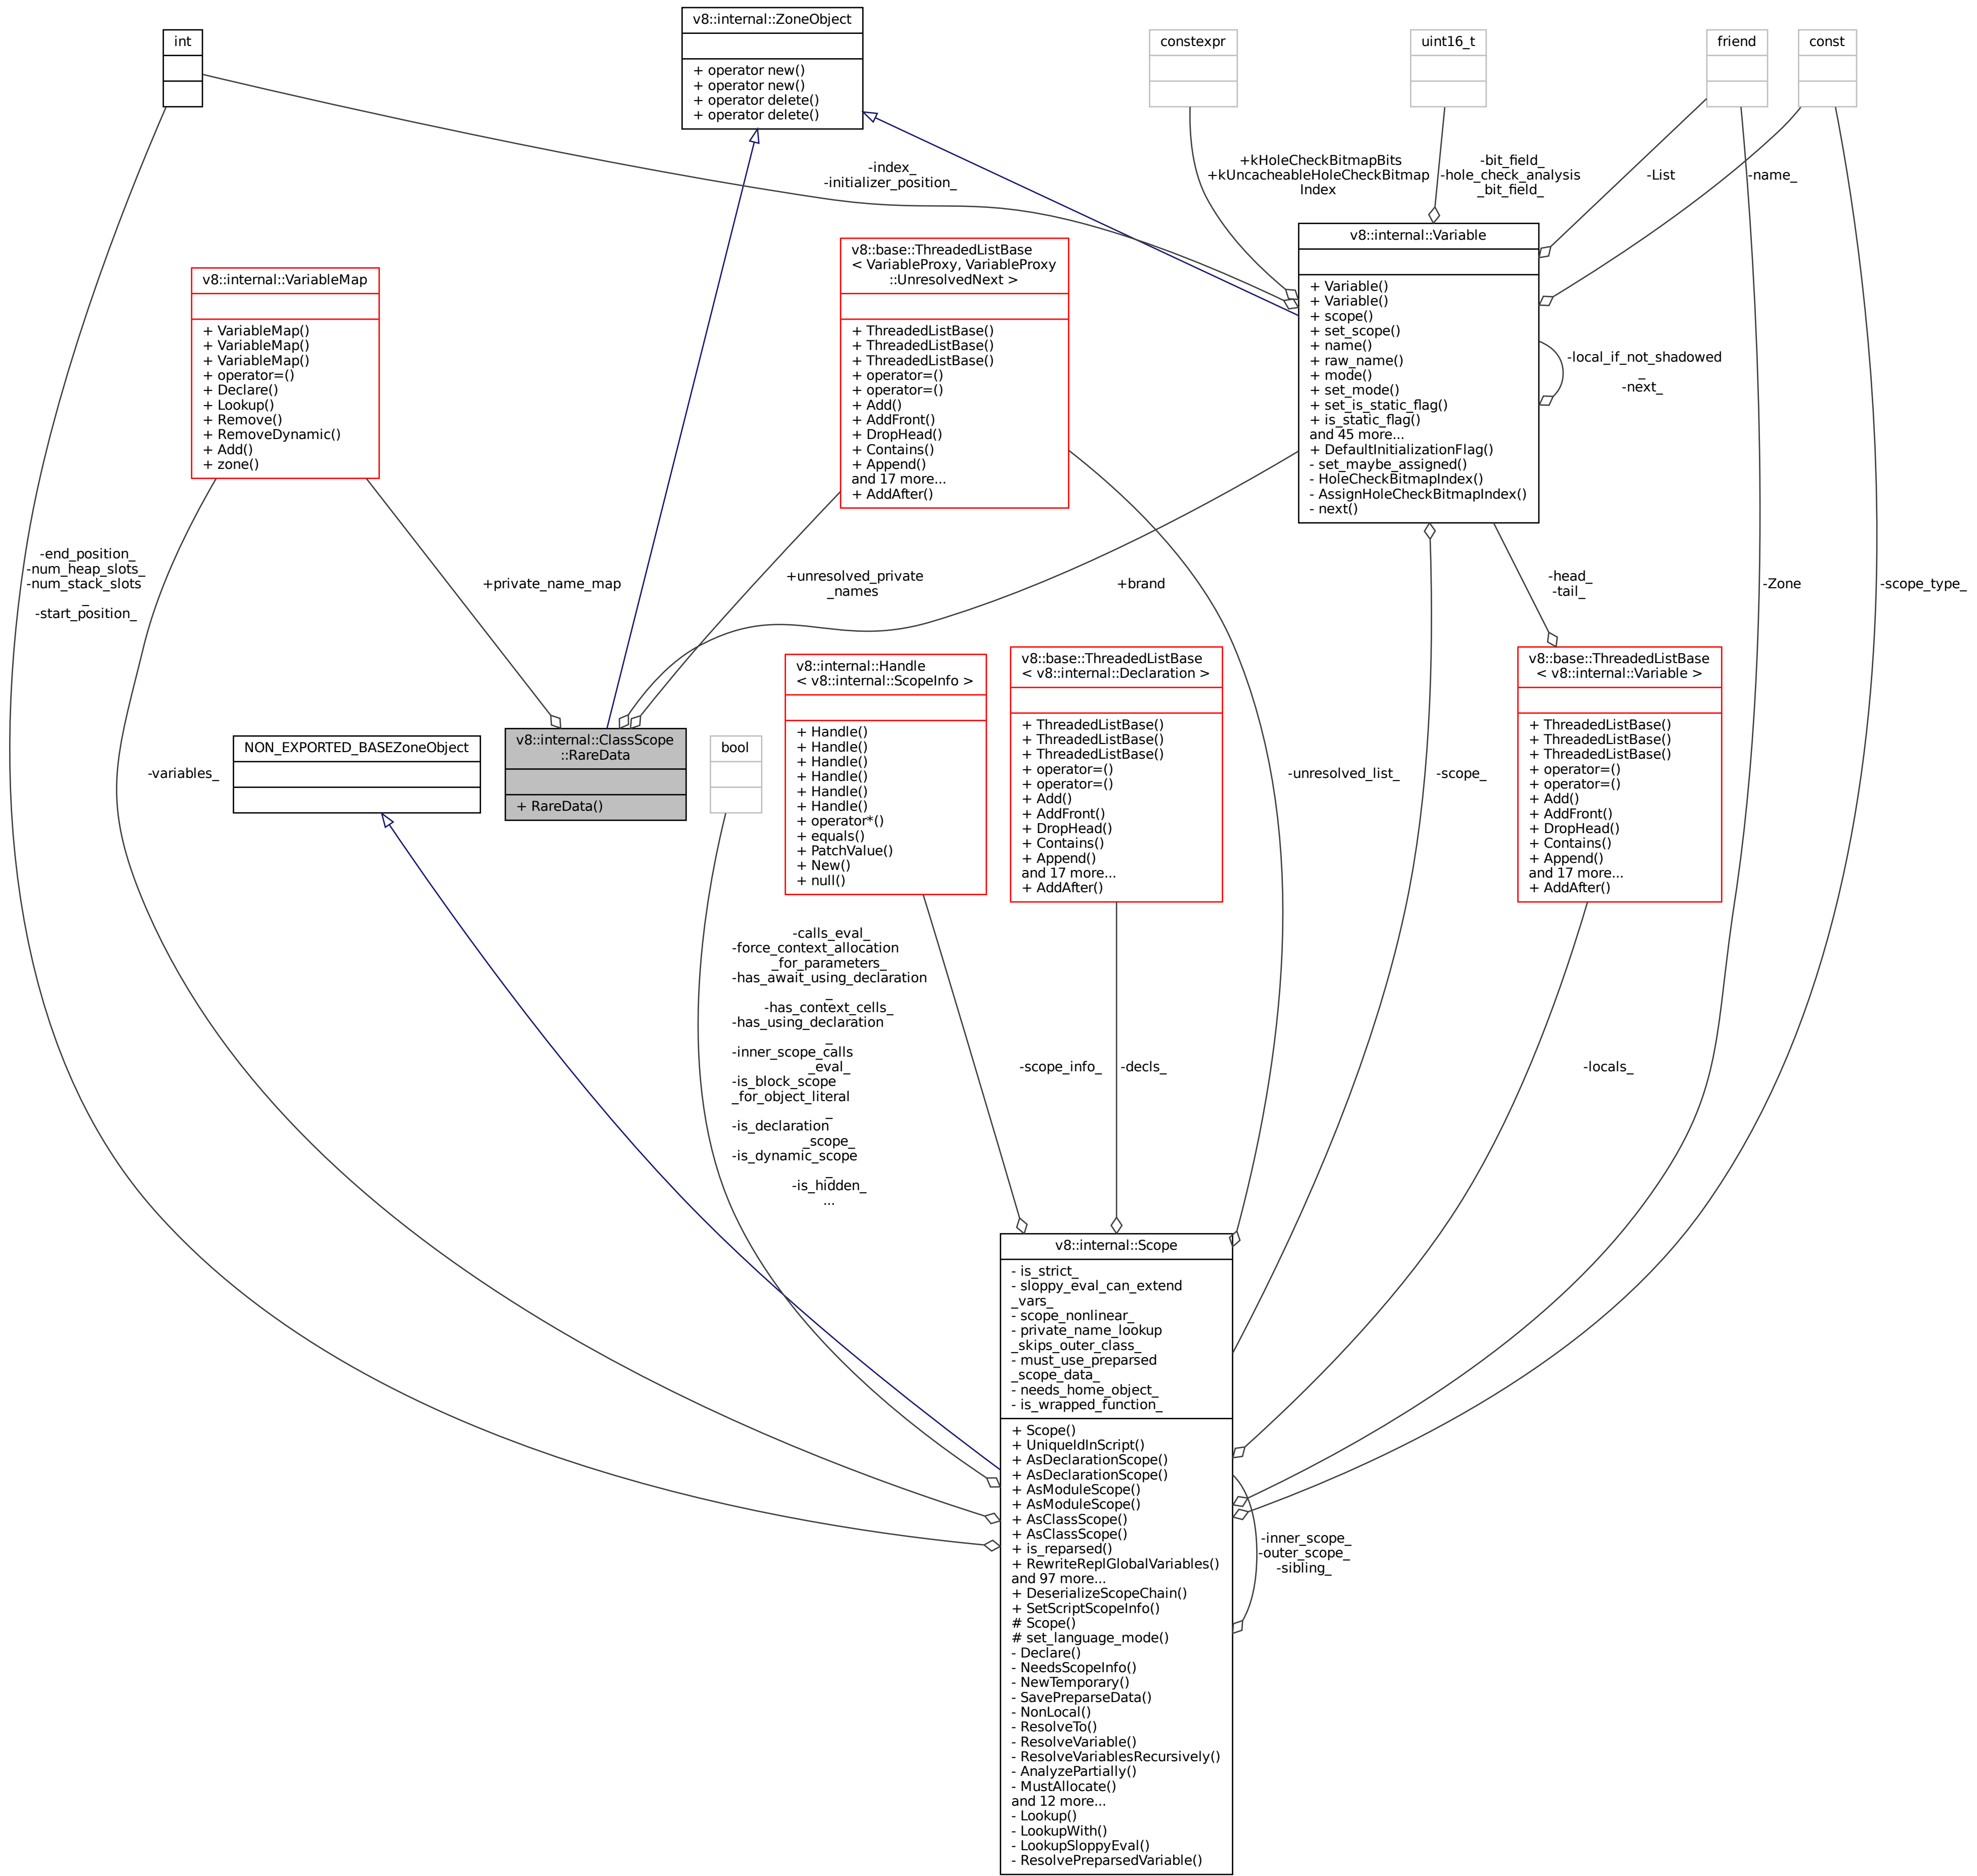 v8::internal::ZoneObject
+ operator new()
+ operator new()
+ operator delete()
+ operator delete()
int
constexpr
uint16_t
friend
const
-index_
-initializer_position_
+kHoleCheckBitmapBits
+kUncacheableHoleCheckBitmap
Index
-bit_field_
-hole_check_analysis
_bit_field_
-List
-name_
v8::internal::Variable
+ Variable()
+ Variable()
+ scope()
+ set_scope()
+ name()
+ raw_name()
+ mode()
+ set_mode()
+ set_is_static_flag()
+ is_static_flag()
and 45 more...
+ DefaultInitializationFlag()
- set_maybe_assigned()
- HoleCheckBitmapIndex()
- AssignHoleCheckBitmapIndex()
- next()
-local_if_not_shadowed
_
-next_
v8::base::ThreadedListBase
< VariableProxy, VariableProxy
::UnresolvedNext >
+ ThreadedListBase()
+ ThreadedListBase()
+ ThreadedListBase()
+ operator=()
+ operator=()
+ Add()
+ AddFront()
+ DropHead()
+ Contains()
+ Append()
and 17 more...
+ AddAfter()
v8::internal::VariableMap
+ VariableMap()
+ VariableMap()
+ VariableMap()
+ operator=()
+ Declare()
+ Lookup()
+ Remove()
+ RemoveDynamic()
+ Add()
+ zone()
-end_position_
-num_heap_slots_
-num_stack_slots
_
-start_position_
+private_name_map
+unresolved_private
_names
+brand
-head_
-tail_
-Zone
-scope_type_
v8::internal::Handle
< v8::internal::ScopeInfo >
+ Handle()
+ Handle()
+ Handle()
+ Handle()
+ Handle()
+ Handle()
+ operator*()
+ equals()
+ PatchValue()
+ New()
+ null()
v8::base::ThreadedListBase
< v8::internal::Declaration >
+ ThreadedListBase()
+ ThreadedListBase()
+ ThreadedListBase()
+ operator=()
+ operator=()
+ Add()
+ AddFront()
+ DropHead()
+ Contains()
+ Append()
and 17 more...
+ AddAfter()
v8::base::ThreadedListBase
< v8::internal::Variable >
+ ThreadedListBase()
+ ThreadedListBase()
+ ThreadedListBase()
+ operator=()
+ operator=()
+ Add()
+ AddFront()
+ DropHead()
+ Contains()
+ Append()
and 17 more...
+ AddAfter()
-variables_
NON_EXPORTED_BASEZoneObject
v8::internal::ClassScope
::RareData
+ RareData()
bool
-unresolved_list_
-scope_
-calls_eval_
-force_context_allocation
_for_parameters_
-has_await_using_declaration
_
-has_context_cells_
-has_using_declaration
_
-inner_scope_calls
_eval_
-is_block_scope
_for_object_literal
_
-is_declaration
_scope_
-is_dynamic_scope
_
-is_hidden_
...
-scope_info_
-decls_
-locals_
v8::internal::Scope
- is_strict_
- sloppy_eval_can_extend
_vars_
- scope_nonlinear_
- private_name_lookup
_skips_outer_class_
- must_use_preparsed
_scope_data_
- needs_home_object_
- is_wrapped_function_
+ Scope()
+ UniqueIdInScript()
+ AsDeclarationScope()
+ AsDeclarationScope()
+ AsModuleScope()
+ AsModuleScope()
+ AsClassScope()
+ AsClassScope()
+ is_reparsed()
+ RewriteReplGlobalVariables()
and 97 more...
+ DeserializeScopeChain()
+ SetScriptScopeInfo()
# Scope()
# set_language_mode()
- Declare()
- NeedsScopeInfo()
- NewTemporary()
- SavePreparseData()
- NonLocal()
- ResolveTo()
- ResolveVariable()
- ResolveVariablesRecursively()
- AnalyzePartially()
- MustAllocate()
and 12 more...
- Lookup()
- LookupWith()
- LookupSloppyEval()
- ResolvePreparsedVariable()
-inner_scope_
-outer_scope_
-sibling_